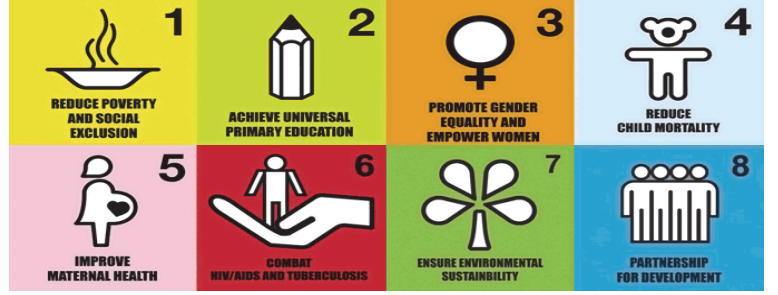 1
REDUCE POVERTY
AND SOCIAL
EXCLUSION
2
ACHIEVE UNIVERSAL
PRIMARY EDUCATION
3
PROMOTE GENDER
EQUALITY AND
EMPOWER WOMEN
4
REDUCE
CHILD MORTALITY
5
IMPROVE
MATERNAL HEALTH
6
COMBAT
HIV/AIDS AND TUBERCULOSIS
7
ENSURE ENVIRONMENTAL
SUSTAINBILITY
8
PARTNERSHIP
FOR DEVELOPMENT